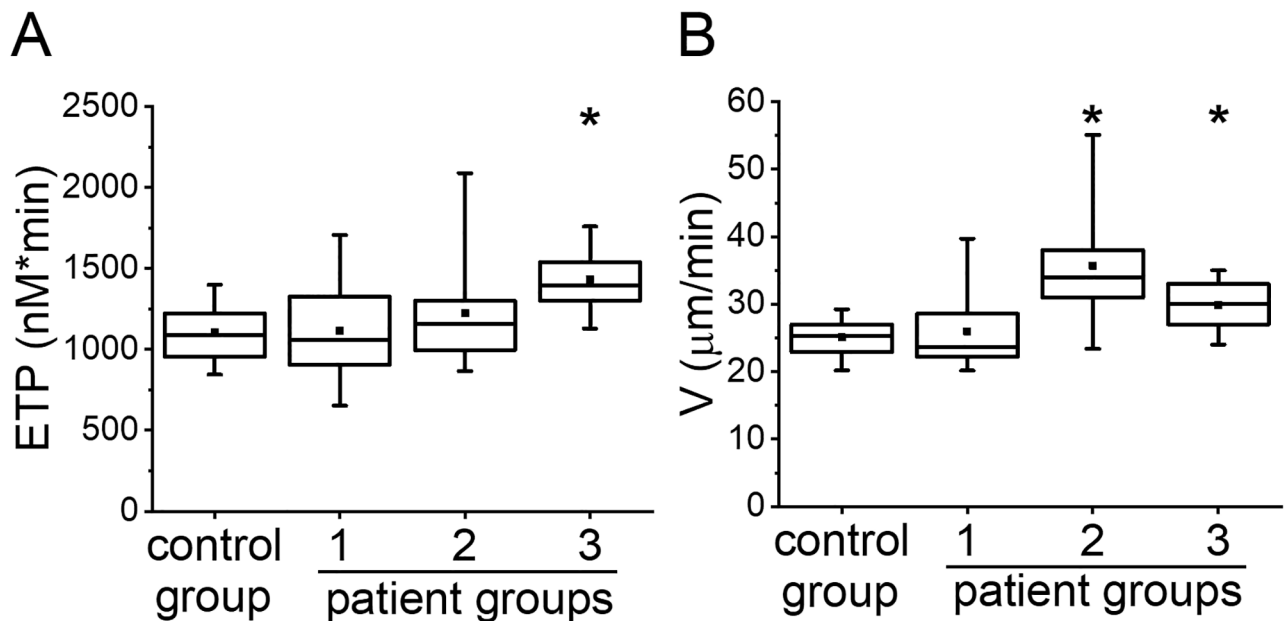 A
ETP (nM*min)
2500
2000
1500
1000
500
0
*
control
group
1
2
3
patient groups
B
V (μm/min)
60
50
40
30
20
10
0
*
*
control
group
1
2
3
patient groups